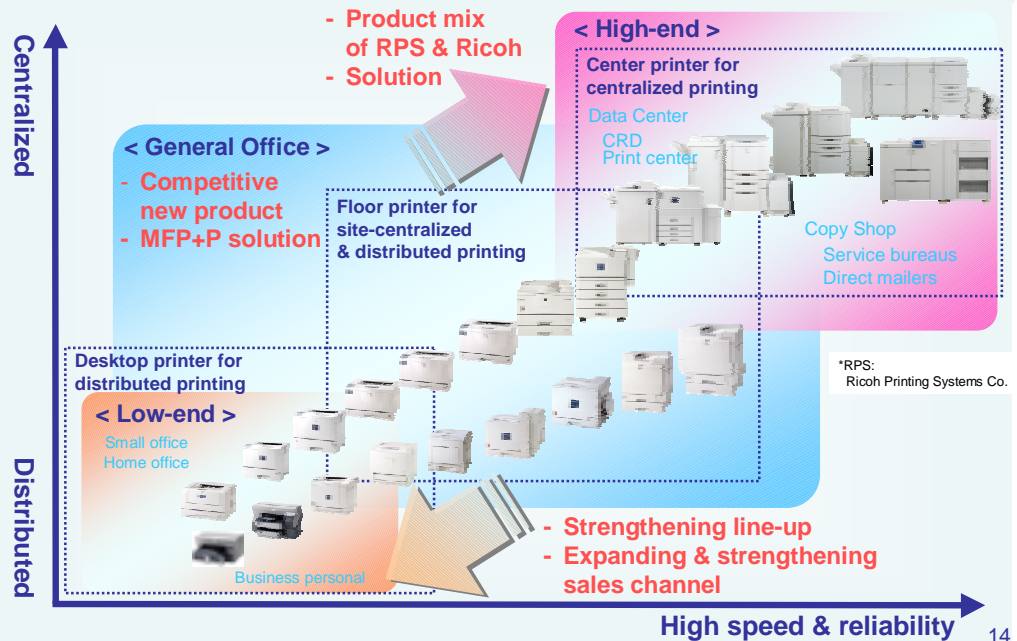 Centralized
Distributed
- Product mix
of RPS & Ricoh
- Solution
< High-end >
Center printer for
centralized printing
Data Center
CRD
Print center
Copy Shop
Service bureaus
Direct mailers
< General Office >
- Competitive
new product
- MFP+P solution
Floor printer for
site-centralized
& distributed printing
Desktop printer for
distributed printing
< Low-end >
Small office
Home office
Business personal
*RPS:
Ricoh Printing Systems Co.
- Strengthening line-up
- Expanding & strengthening
sales channel
High speed & reliability
14